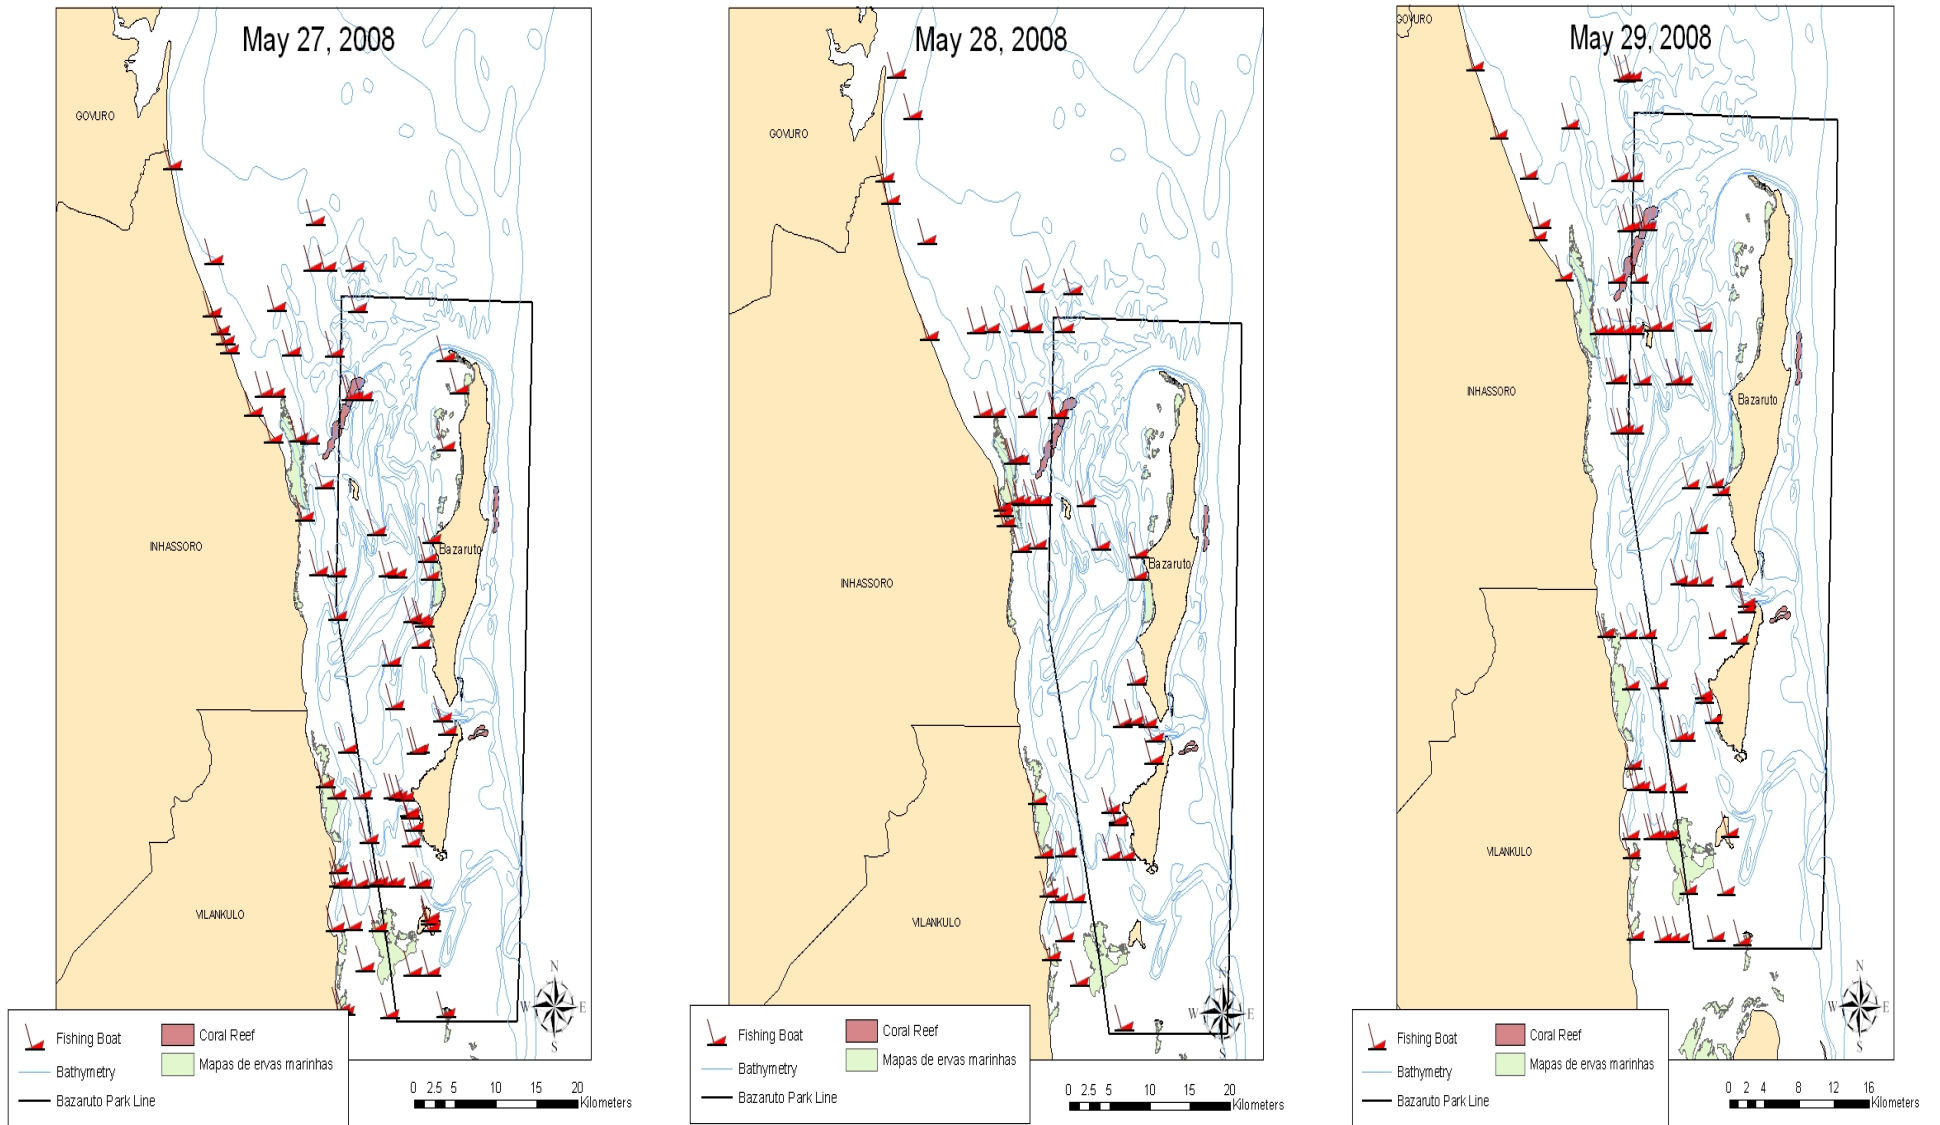 May 27, 2008
GOVURO
INHASSORO
Bazaruto
VILANKULO
N
W E
S
Fishing Boat
Coral Reef
Bathymetry
Mapas de ervas marinhas
Bazaruto Park Line
0 2.5 5 10 15 20
Kilometers
May 28, 2008
GOVURO
INHASSORO
Bazaruto
VILANKULO
N
W E
S
Fishing Boat
Coral Reef
Bathymetry
Mapas de ervas marinhas
Bazaruto Park Line
0 2.5 5 10 15 20
Kilometers
GOVURO
May 29, 2008
INHASSORO
Bazaruto
VILANKULO
N
W E
S
Fishing Boat
Coral Reef
Bathymetry
Mapas de ervas marinhas
Bazaruto Park Line
0 2 4 8 12 16
Kilometers